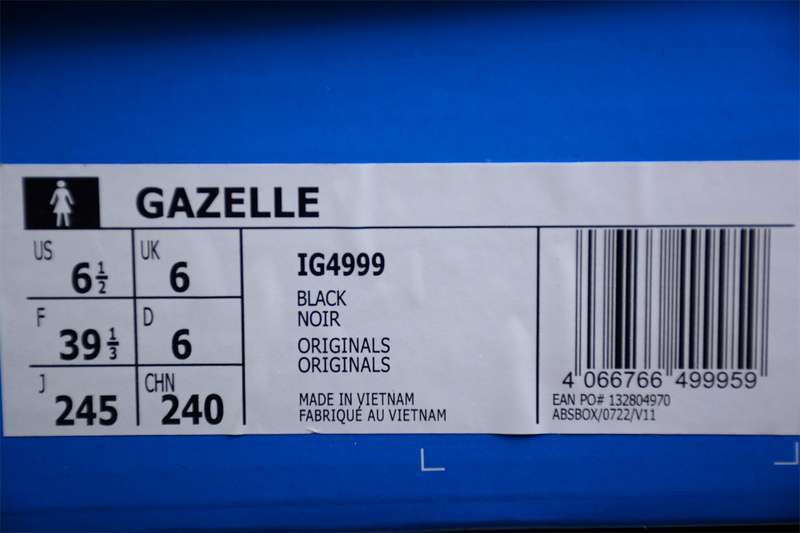 GAZELLE
US 6 1/2 UK 6
F 39 1/3 D 6
J 245 CHN 240
IG4999
BLACK
NOIR
ORIGINALS
ORIGINALS
MADE IN VIETNAM
FABRIQUÉ AU VIETNAM
4 066766 499959
EAN PO# 132804970
ABSBOX/0722/V11